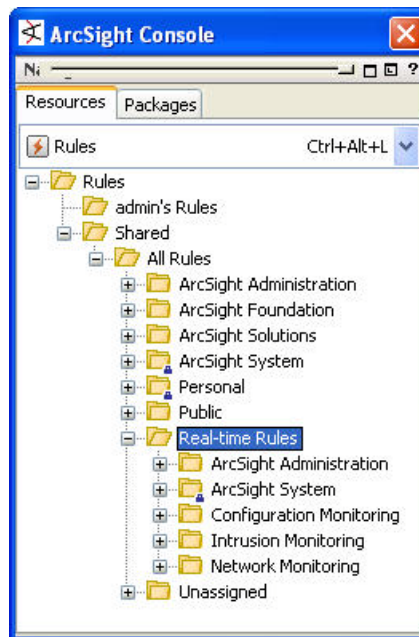 ArcSight Console
Ni
?
Resources Packages
Rules Ctrl+Alt+L
Rules
admin's Rules
Shared
All Rules
ArcSight Administration
ArcSight Foundation
ArcSight Solutions
ArcSight System
Personal
Public
Real-time Rules
ArcSight Administration
ArcSight System
Configuration Monitoring
Intrusion Monitoring
Network Monitoring
Unassigned